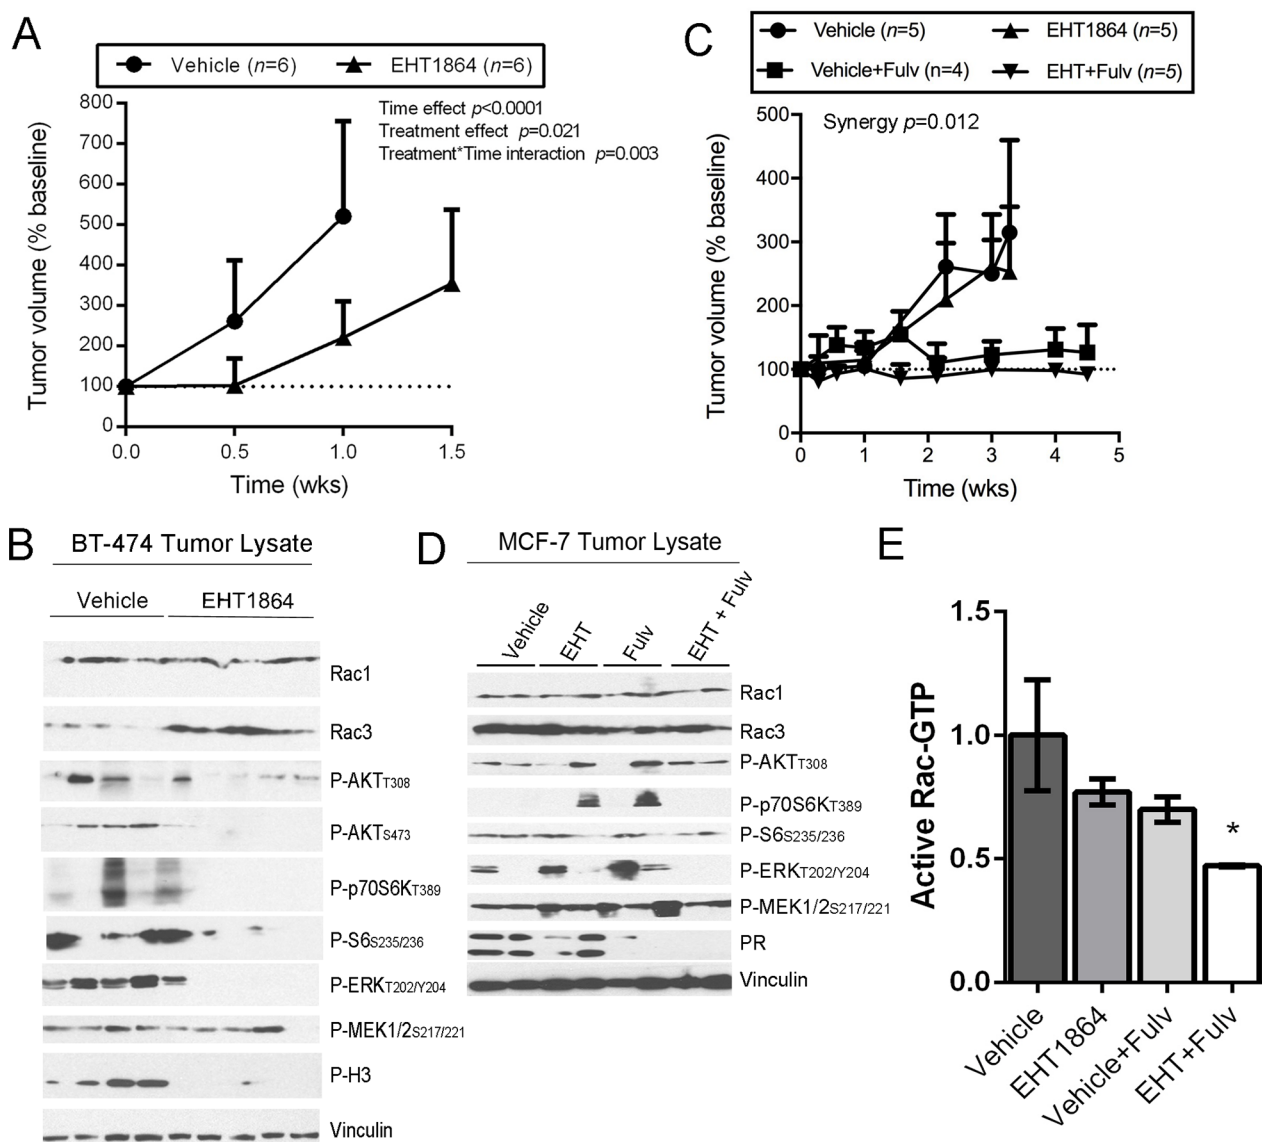 A
Vehicle (n=6) EHT1864 (n=6)
Time effect p<0.0001
Treatment effect p=0.021
Treatment*Time interaction p=0.003
Tumor volume (% baseline)
800
700
600
500
400
300
200
100
0
0.0 0.5 1.0 1.5
Time (wks)
C
Vehicle (n=5) EHT1864 (n=5)
Vehicle+Fulv (n=4) EHT+Fulv (n=5)
Synergy p=0.012
Tumor volume (% baseline)
500
400
300
200
100
0
0 1 2 3 4 5
Time (wks)
B
BT-474 Tumor Lysate
Vehicle EHT1864
Rac1
Rac3
P-AKTT308
P-AKTS473
P-p70S6KT389
P-S6S235/236
P-ERKT202/Y204
P-MEK1/2S217/221
P-H3
Vinculin
D
MCF-7 Tumor Lysate
Vehicle EHT Fulv EHT + Fulv
Rac1
Rac3
P-AKTT308
P-p70S6KT389
P-S6S235/236
P-ERKT202/Y204
P-MEK1/2S217/221
PR
Vinculin
E
Active Rac-GTP
1.5
1.0
0.5
0.0
*
Vehicle EHT1864 Vehicle+Fulv EHT+Fulv